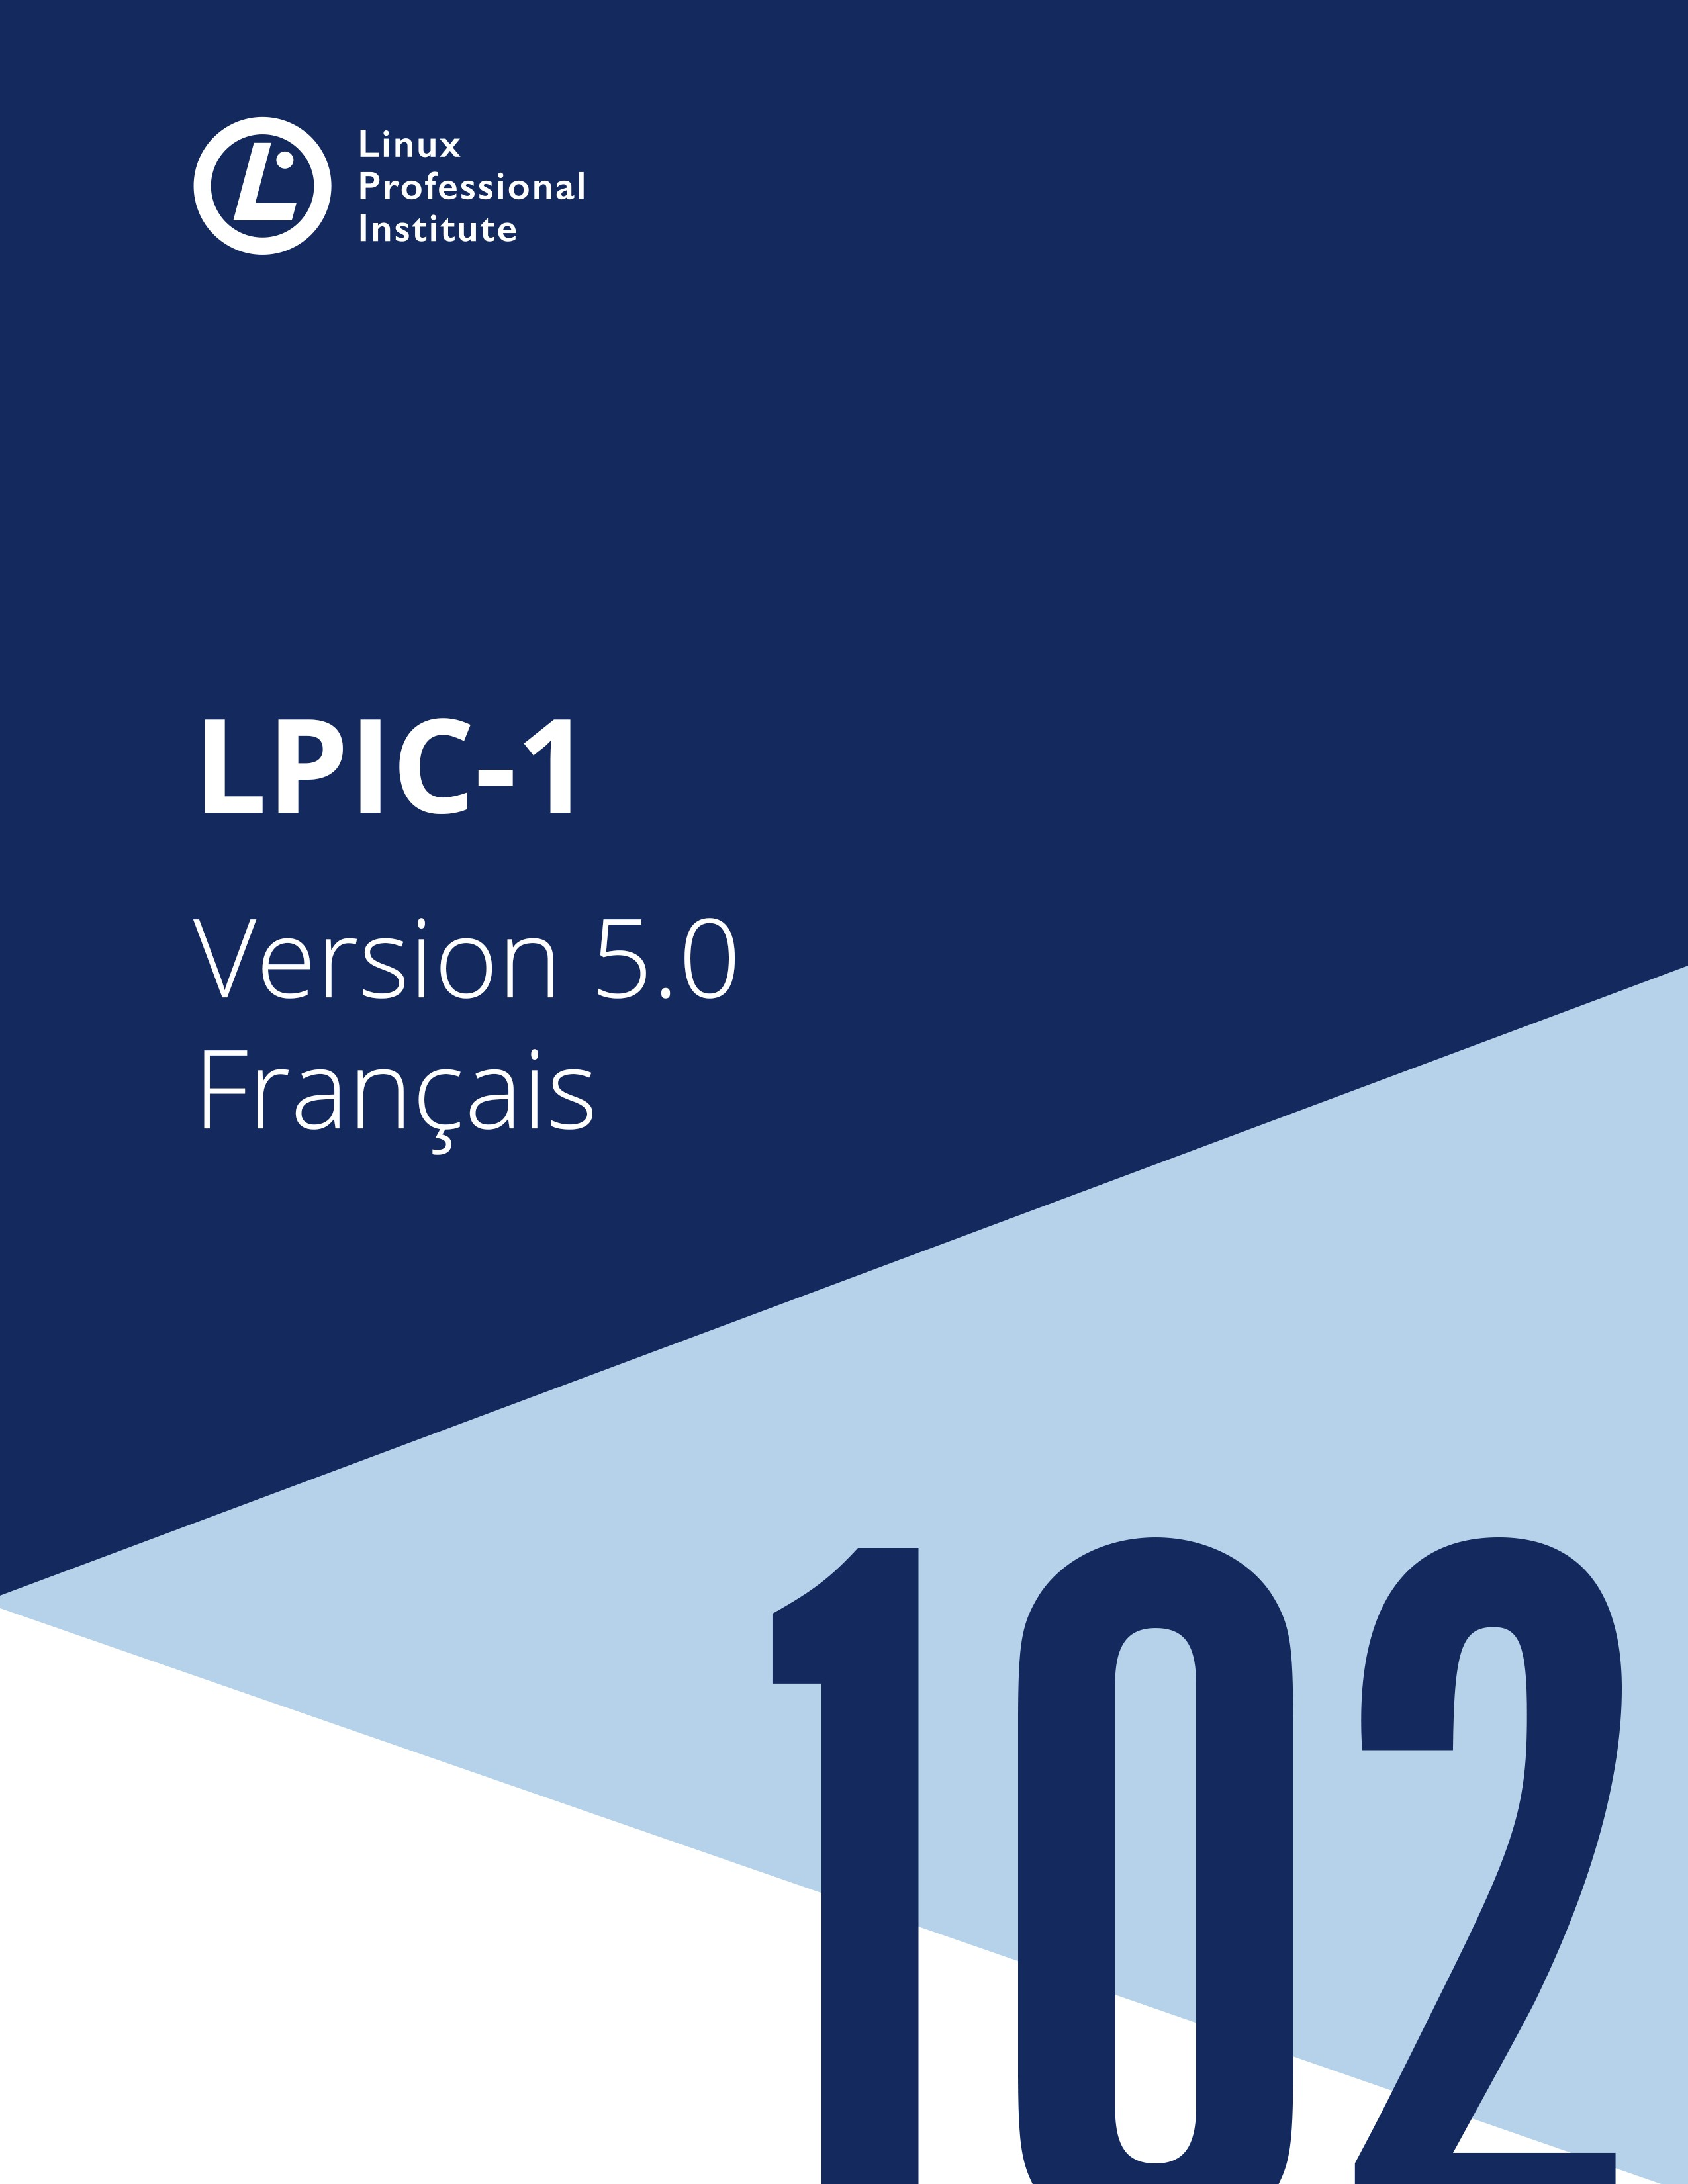 Linux
Professional
Institute
LPIC-1
Version 5.0
Français
102